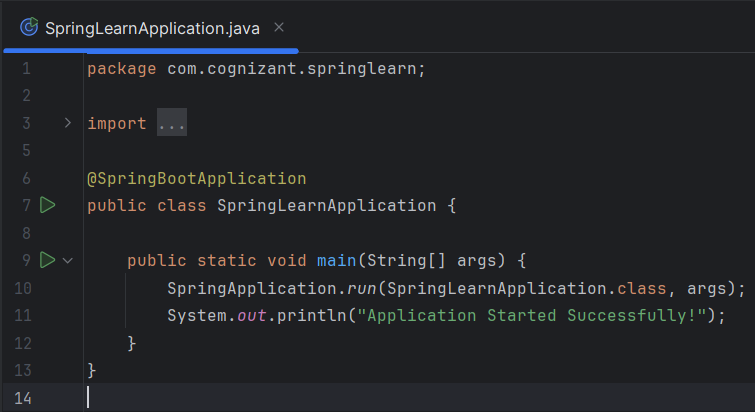 SpringLearnApplication.java ×
1 package com.cognizant.springlearn;
2
3 import ...
5
6 @SpringBootApplication
7 public class SpringLearnApplication {
8
9 public static void main(String[] args) {
10 SpringApplication.run(SpringLearnApplication.class, args);
11 System.out.println("Application Started Successfully!");
12 }
13 }
14